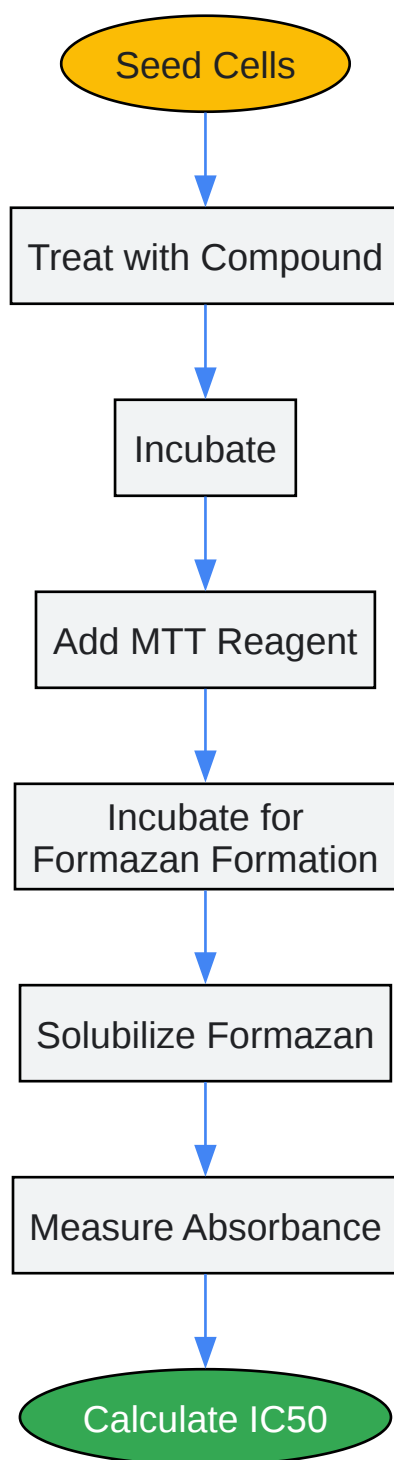 Seed Cells
Treat with Compound
Incubate
Add MTT Reagent
Incubate for
Formazan Formation
Solubilize Formazan
Measure Absorbance
Calculate IC50